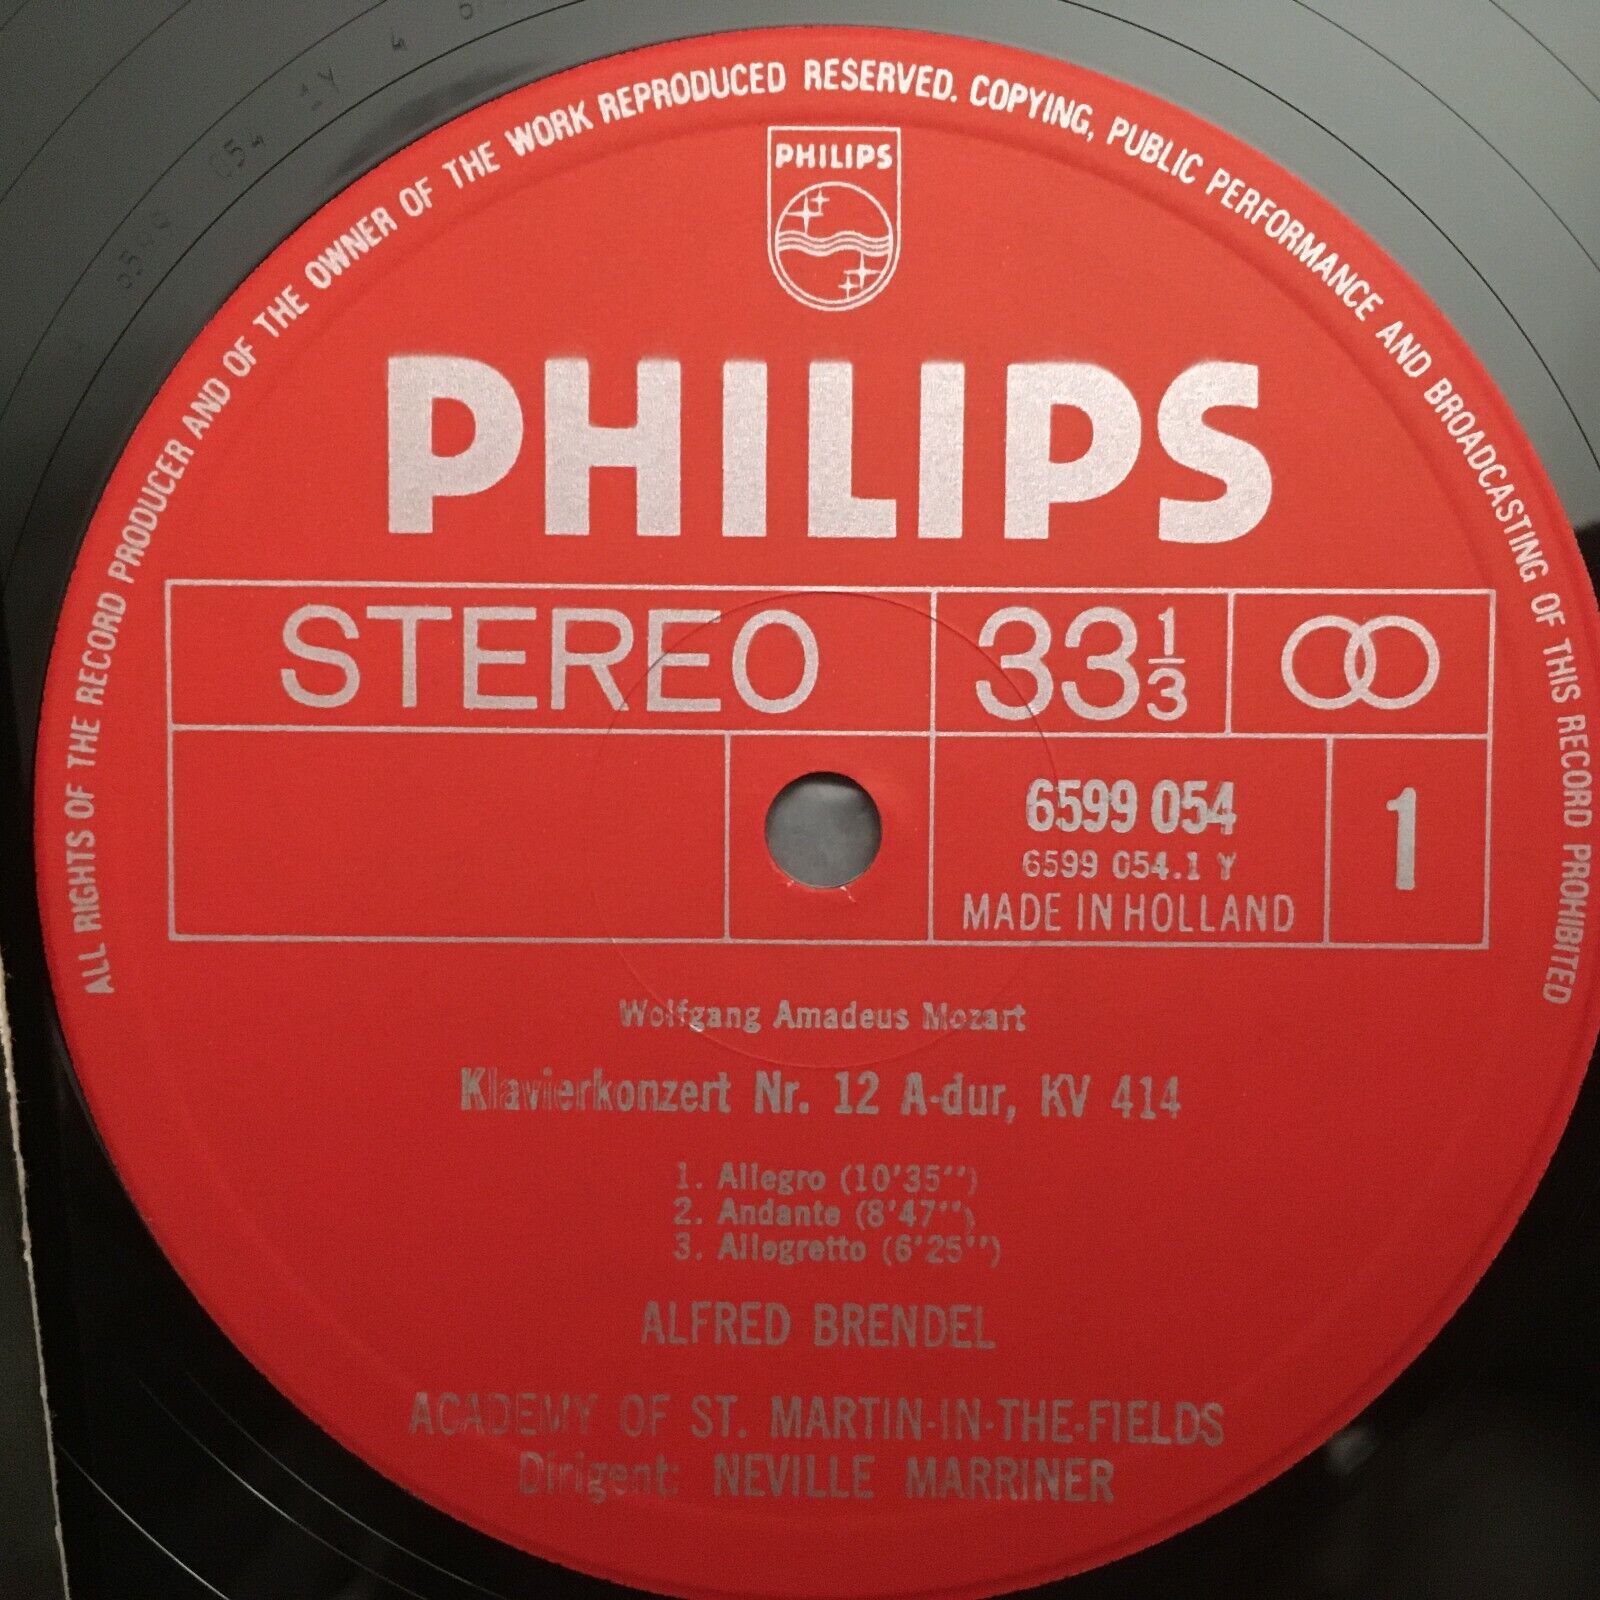 ALL RIGHTS OF THE RECORD PRODUCER AND OF THE OWNER OF THE WORK REPRODUCED RESERVED. COPYING, PUBLIC PERFORMANCE AND BROADCASTING OF THIS RECORD PROHIBITED
PHILIPS
PHILIPS
STEREO 33 1/3
6599 054 1
6599 054.1 Y
MADE IN HOLLAND
Wolfgang Amadeus Mozart
Klavierkonzert Nr. 12 A-dur, KV 414
1. Allegro (10'35'')
2. Andante (8'47'')
3. Allegretto (6'25'')
ALFRED BRENDEL
ACADEMY OF ST. MARTIN-IN-THE-FIELDS
Dirigent: NEVILLE MARRINER